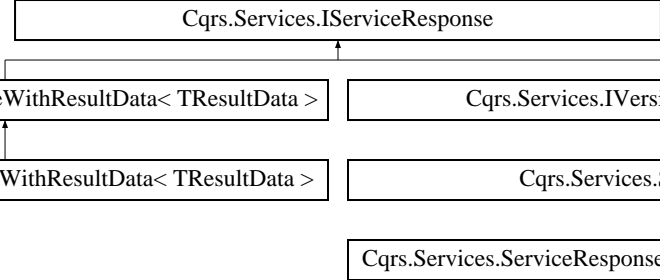 Cqrs.Services.IServiceResponse
eWithResultData< TResultData >
Cqrs.Services.IVersi
WithResultData< TResultData >
Cqrs.Services.S
Cqrs.Services.ServiceResponse